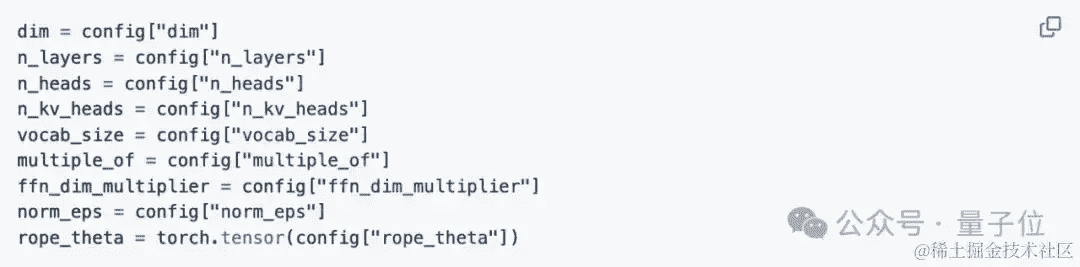 dim = config["dim"]
n_layers = config["n_layers"]
n_heads = config["n_heads"]
n_kv_heads = config["n_kv_heads"]
vocab_size = config["vocab_size"]
multiple_of = config["multiple_of"]
ffn_dim_multiplier = config["ffn_dim_multiplier"]
norm_eps = config["norm_eps"]
rope_theta = torch.tensor(config["rope_theta"])
公众号·量子位
@稀土掘金技术社区